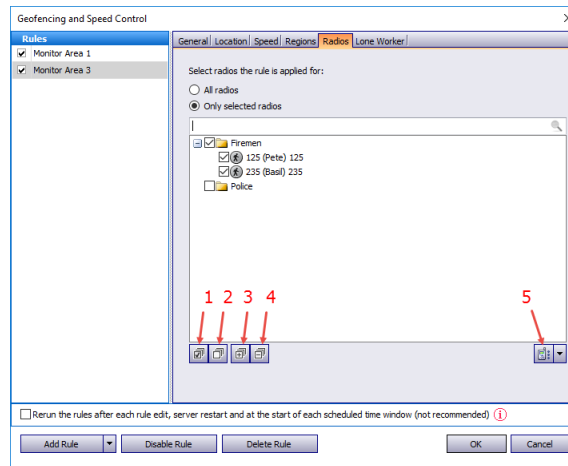 Geofencing and Speed Control
Rules
Monitor Area 1
Monitor Area 3
General Location Speed Regions Radios Lone Worker
Select radios the rule is applied for:
All radios
Only selected radios
Firemen
125 (Pete) 125
235 (Basil) 235
Police
1 2 3 4 5
Rerun the rules after each rule edit, server restart and at the start of each scheduled time window (not recommended)
Add Rule Disable Rule Delete Rule OK Cancel